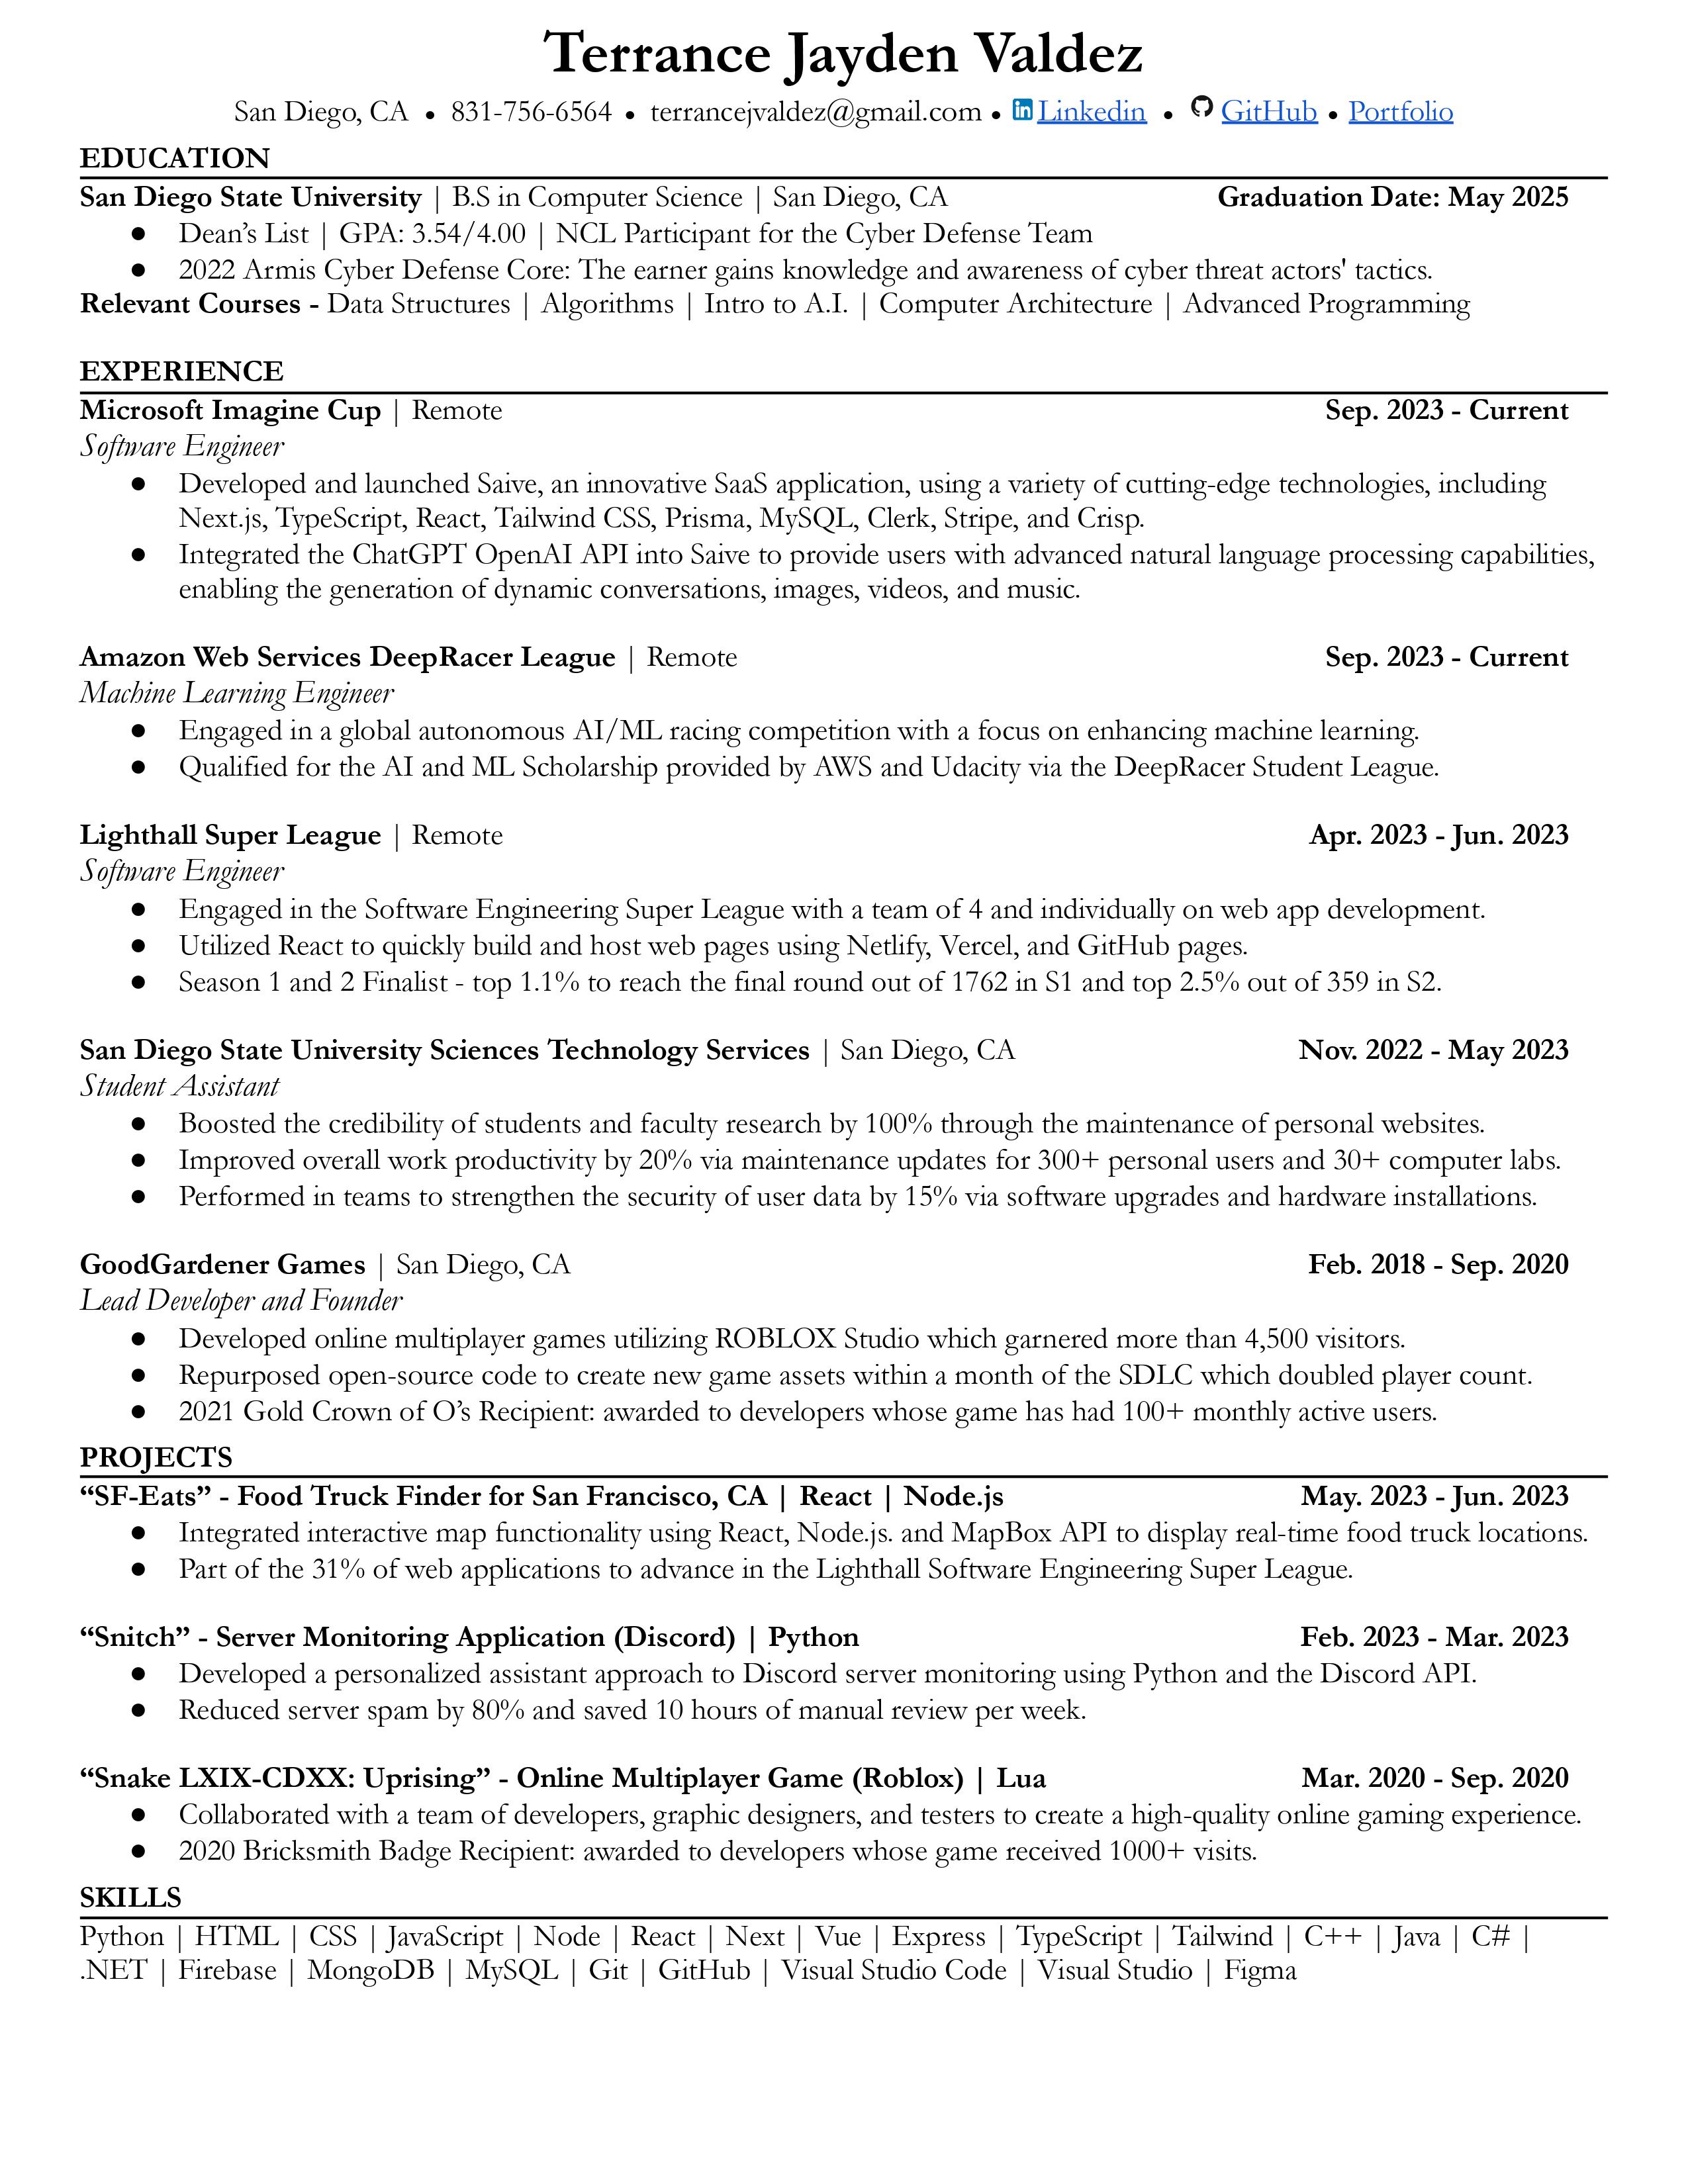 Terrance Jayden Valdez
San Diego, CA • 831-756-6564 • terrancejvaldez@gmail.com • in Linkedin • GitHub • Portfolio
EDUCATION
San Diego State University | B.S in Computer Science | San Diego, CA Graduation Date: May 2025
● Dean’s List | GPA: 3.54/4.00 | NCL Participant for the Cyber Defense Team
● 2022 Armis Cyber Defense Core: The earner gains knowledge and awareness of cyber threat actors' tactics.
Relevant Courses - Data Structures | Algorithms | Intro to A.I. | Computer Architecture | Advanced Programming
EXPERIENCE
Microsoft Imagine Cup | Remote Sep. 2023 - Current
Software Engineer
● Developed and launched Saive, an innovative SaaS application, using a variety of cutting-edge technologies, including
Next.js, TypeScript, React, Tailwind CSS, Prisma, MySQL, Clerk, Stripe, and Crisp.
● Integrated the ChatGPT OpenAI API into Saive to provide users with advanced natural language processing capabilities,
enabling the generation of dynamic conversations, images, videos, and music.
Amazon Web Services DeepRacer League | Remote Sep. 2023 - Current
Machine Learning Engineer
● Engaged in a global autonomous AI/ML racing competition with a focus on enhancing machine learning.
● Qualified for the AI and ML Scholarship provided by AWS and Udacity via the DeepRacer Student League.
Lighthall Super League | Remote Apr. 2023 - Jun. 2023
Software Engineer
● Engaged in the Software Engineering Super League with a team of 4 and individually on web app development.
● Utilized React to quickly build and host web pages using Netlify, Vercel, and GitHub pages.
● Season 1 and 2 Finalist - top 1.1% to reach the final round out of 1762 in S1 and top 2.5% out of 359 in S2.
San Diego State University Sciences Technology Services | San Diego, CA Nov. 2022 - May 2023
Student Assistant
● Boosted the credibility of students and faculty research by 100% through the maintenance of personal websites.
● Improved overall work productivity by 20% via maintenance updates for 300+ personal users and 30+ computer labs.
● Performed in teams to strengthen the security of user data by 15% via software upgrades and hardware installations.
GoodGardener Games | San Diego, CA Feb. 2018 - Sep. 2020
Lead Developer and Founder
● Developed online multiplayer games utilizing ROBLOX Studio which garnered more than 4,500 visitors.
● Repurposed open-source code to create new game assets within a month of the SDLC which doubled player count.
● 2021 Gold Crown of O’s Recipient: awarded to developers whose game has had 100+ monthly active users.
PROJECTS
“SF-Eats” - Food Truck Finder for San Francisco, CA | React | Node.js May. 2023 - Jun. 2023
● Integrated interactive map functionality using React, Node.js. and MapBox API to display real-time food truck locations.
● Part of the 31% of web applications to advance in the Lighthall Software Engineering Super League.
“Snitch” - Server Monitoring Application (Discord) | Python Feb. 2023 - Mar. 2023
● Developed a personalized assistant approach to Discord server monitoring using Python and the Discord API.
● Reduced server spam by 80% and saved 10 hours of manual review per week.
“Snake LXIX-CDXX: Uprising” - Online Multiplayer Game (Roblox) | Lua Mar. 2020 - Sep. 2020
● Collaborated with a team of developers, graphic designers, and testers to create a high-quality online gaming experience.
● 2020 Bricksmith Badge Recipient: awarded to developers whose game received 1000+ visits.
SKILLS
Python | HTML | CSS | JavaScript | Node | React | Next | Vue | Express | TypeScript | Tailwind | C++ | Java | C# |
.NET | Firebase | MongoDB | MySQL | Git | GitHub | Visual Studio Code | Visual Studio | Figma